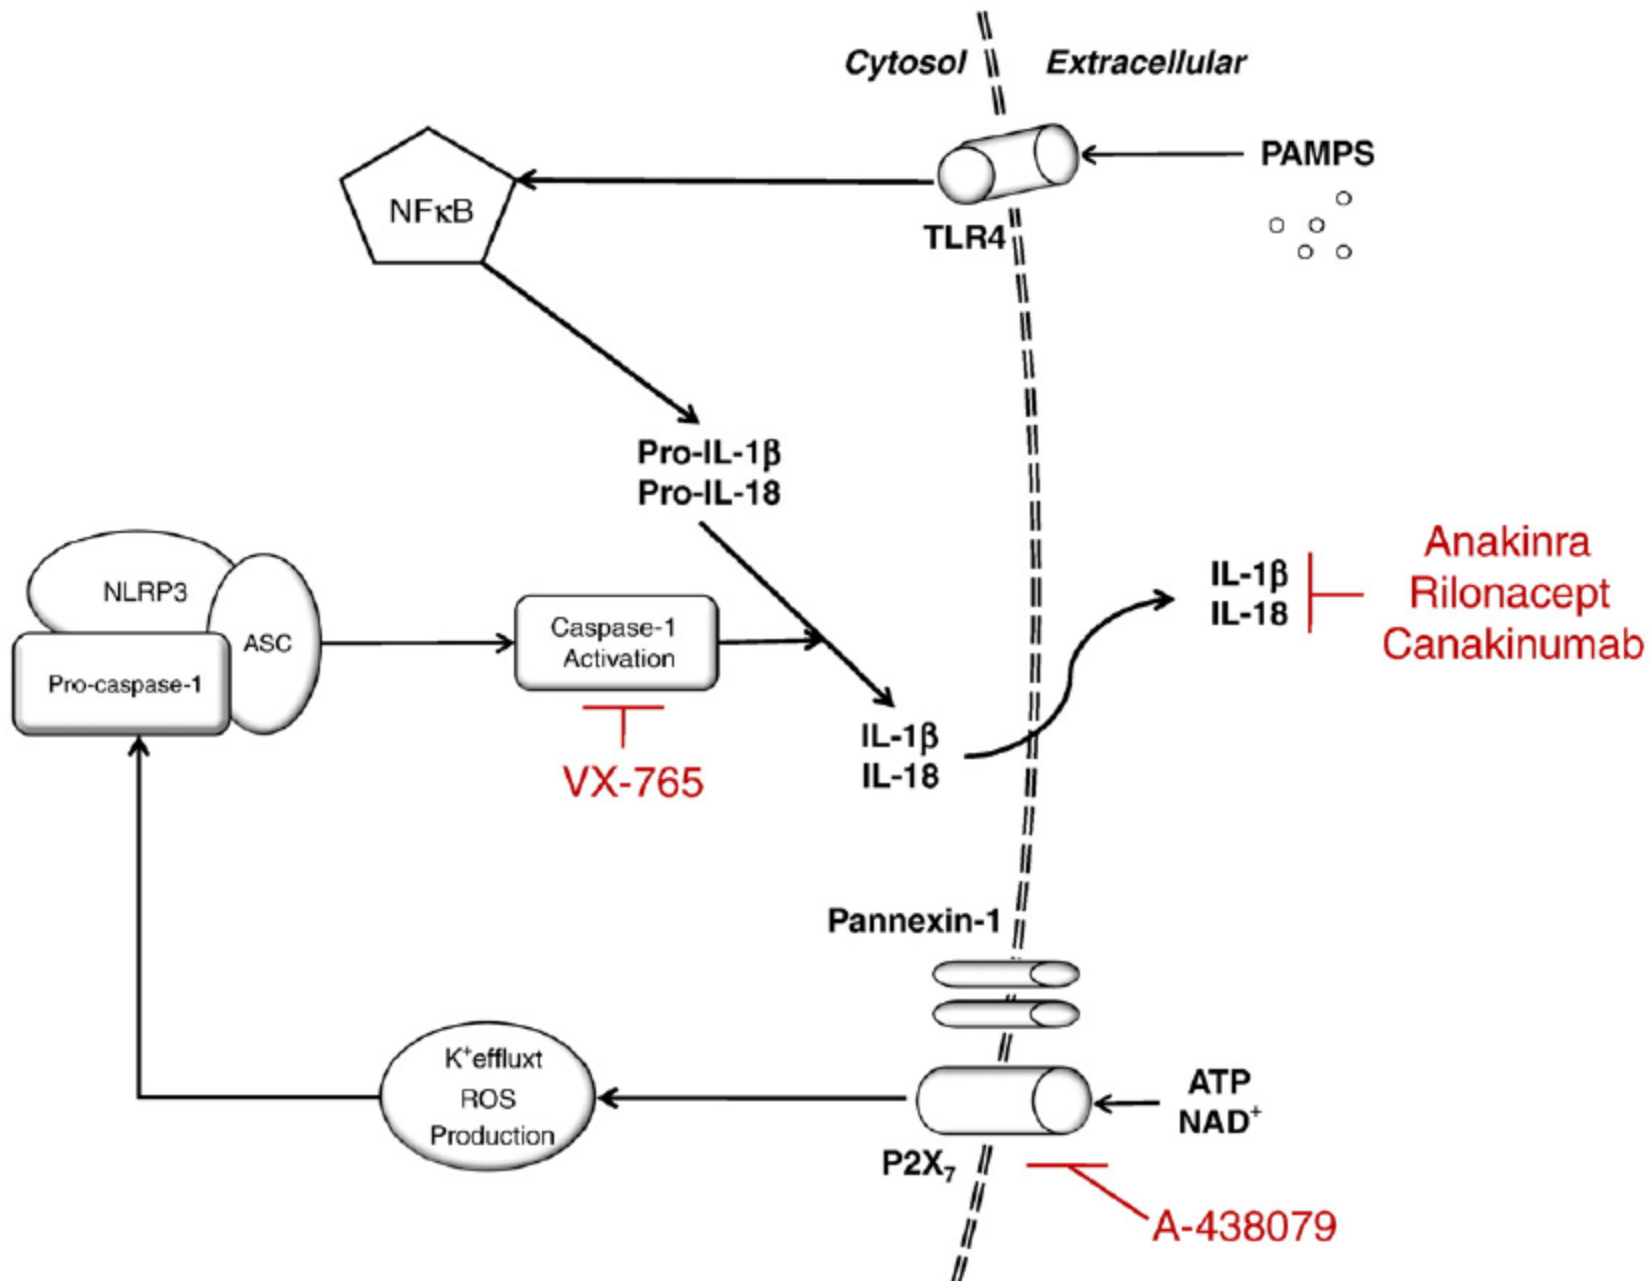 Cytosol
Extracellular
PAMPS
NFκB
TLR4
Pro-IL-1β
Pro-IL-18
NLRP3
ASC
Pro-caspase-1
Caspase-1
Activation
VX-765
IL-1β
IL-18
IL-1β
IL-18
Anakinra
Rilonacept
Canakinumab
Pannexin-1
K⁺effluxt
ROS
Production
ATP
NAD⁺
P2X₇
A-438079